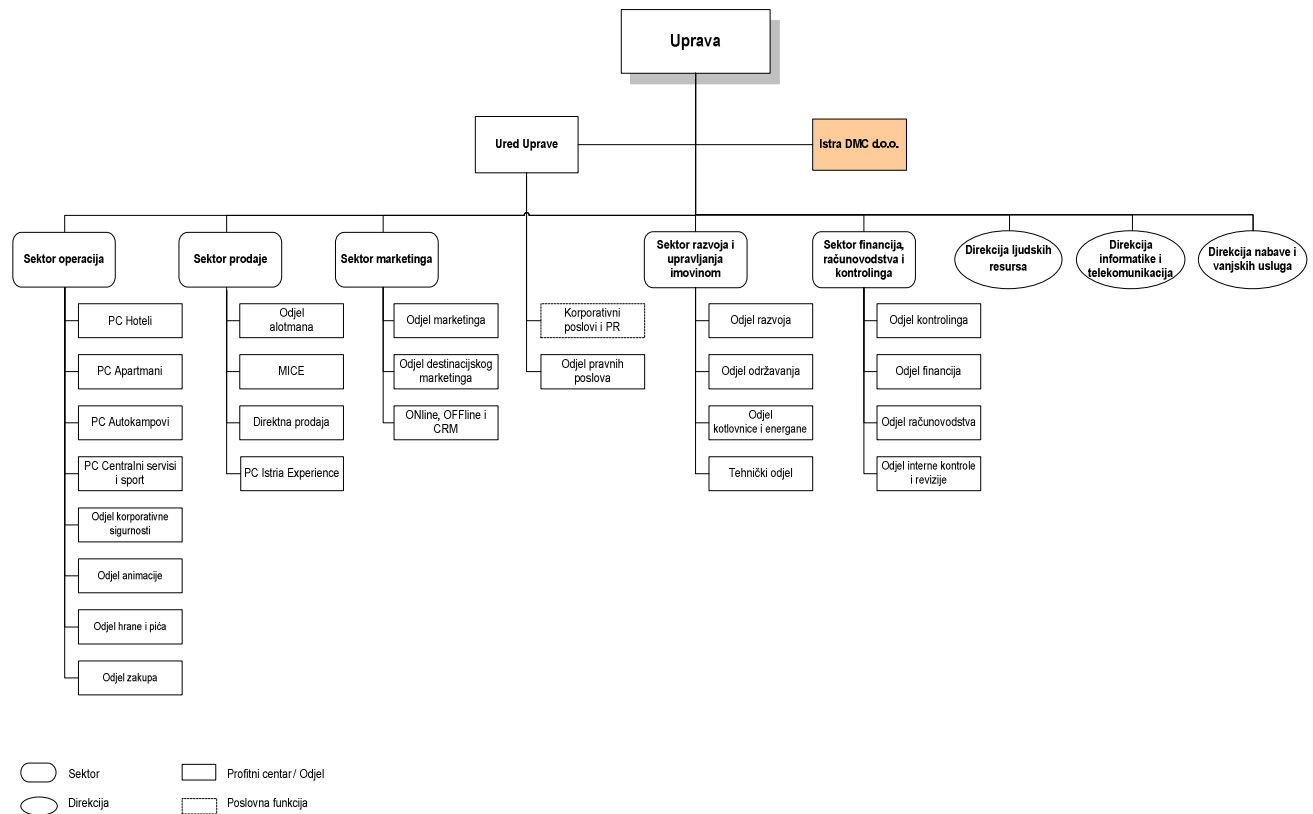 Uprava
Ured Uprave
Istra DMC d.o.o.
Sektor operacija
Sektor prodaje
Sektor marketinga
Sektor razvoja i
upravljanja
imovinom
Sektor financija,
računovodstva i
kontrolinga
Direkcija ljudskih
resursa
Direkcija
informatike i
telekomunikacija
Direkcija nabave i
vanjskih usluga
PC Hoteli
PC Apartmani
PC Autokampovi
PC Centralni servisi
i sport
Odjel korporativne
sigurnosti
Odjel animacije
Odjel hrane i pića
Odjel zakupa
Odjel
alotmana
MICE
Direktna prodaja
PC Istria Experience
Odjel marketinga
Odjel destinacijskog
marketinga
ONline, OFFline i
CRM
Korporativni
poslovi i PR
Odjel pravnih
poslova
Odjel razvoja
Odjel održavanja
Odjel
kotlovnice i energane
Tehnički odjel
Odjel kontrolinga
Odjel financija
Odjel računovodstva
Odjel interne kontrole
i revizije
Sektor
Profitni centar / Odjel
Direkcija
Poslovna funkcija